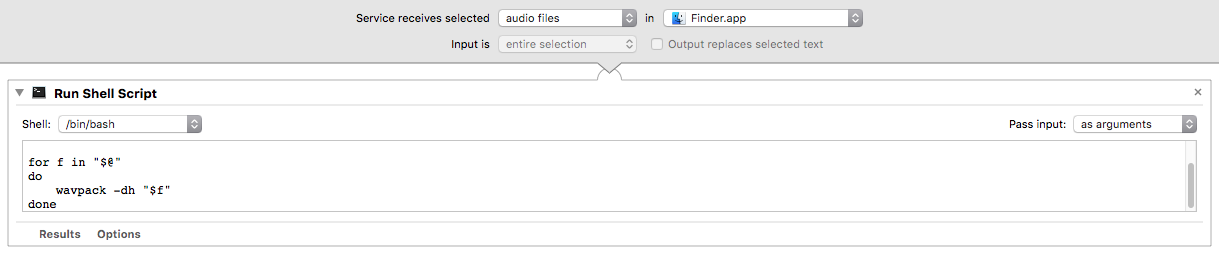 Service receives selected audio files in Finder.app
Input is entire selection Output replaces selected text
Run Shell Script
Shell: /bin/bash Pass input: as arguments
for f in "$@"
do
    wavpack -dh "$f"
done
Results Options